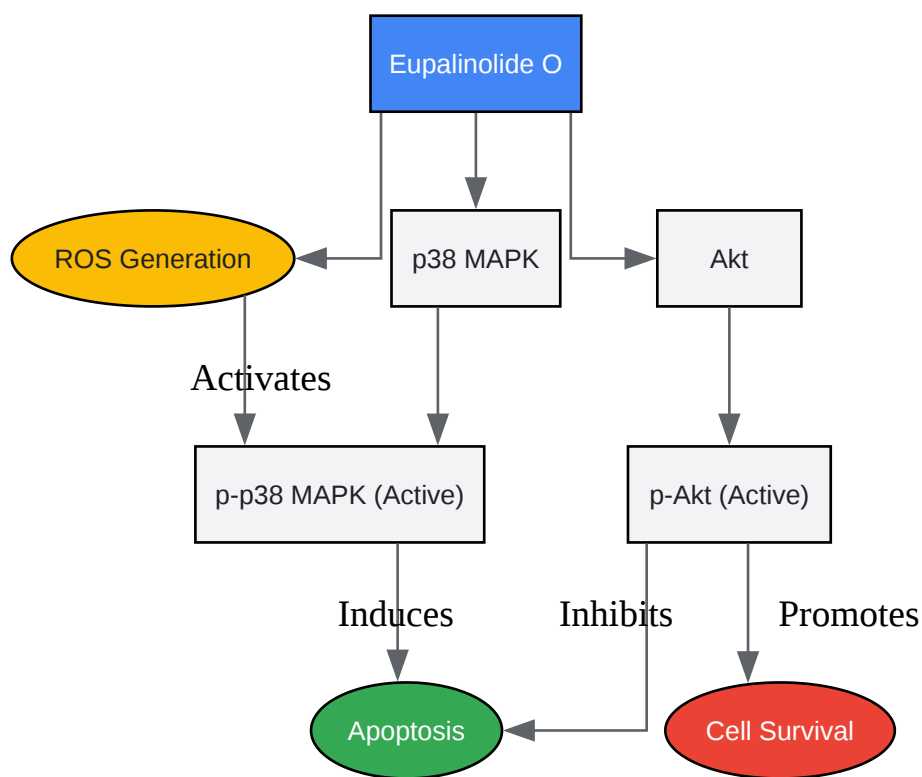 Eupalinolide O
ROS Generation
p38 MAPK
Akt
Activates
p-p38 MAPK (Active)
p-Akt (Active)
Induces
Inhibits
Promotes
Apoptosis
Cell Survival